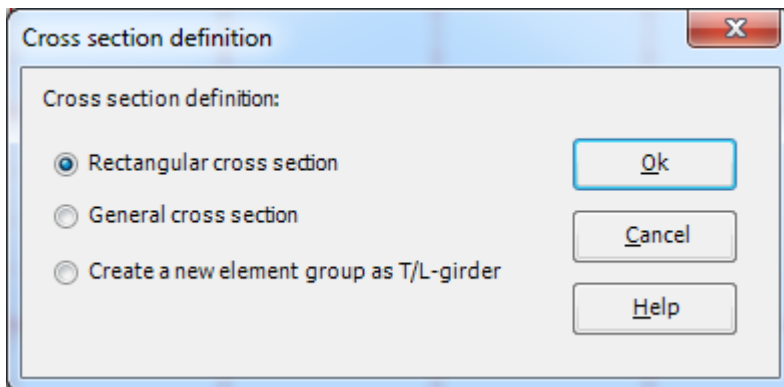 Cross section definition
Cross section definition:
Rectangular cross section
General cross section
Create a new element group as T/L-girder
Ok
Cancel
Help